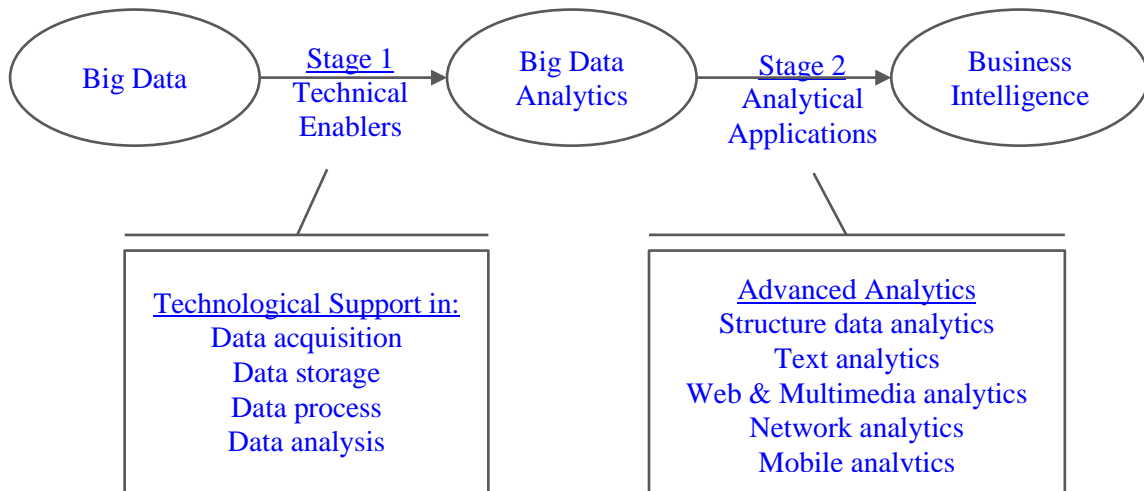 Big Data
Stage 1
Technical
Enablers
Big Data
Analytics
Stage 2
Analytical
Applications
Business
Intelligence
Technological Support in:
Data acquisition
Data storage
Data process
Data analysis
Advanced Analytics
Structure data analytics
Text analytics
Web & Multimedia analytics
Network analytics
Mobile analytics